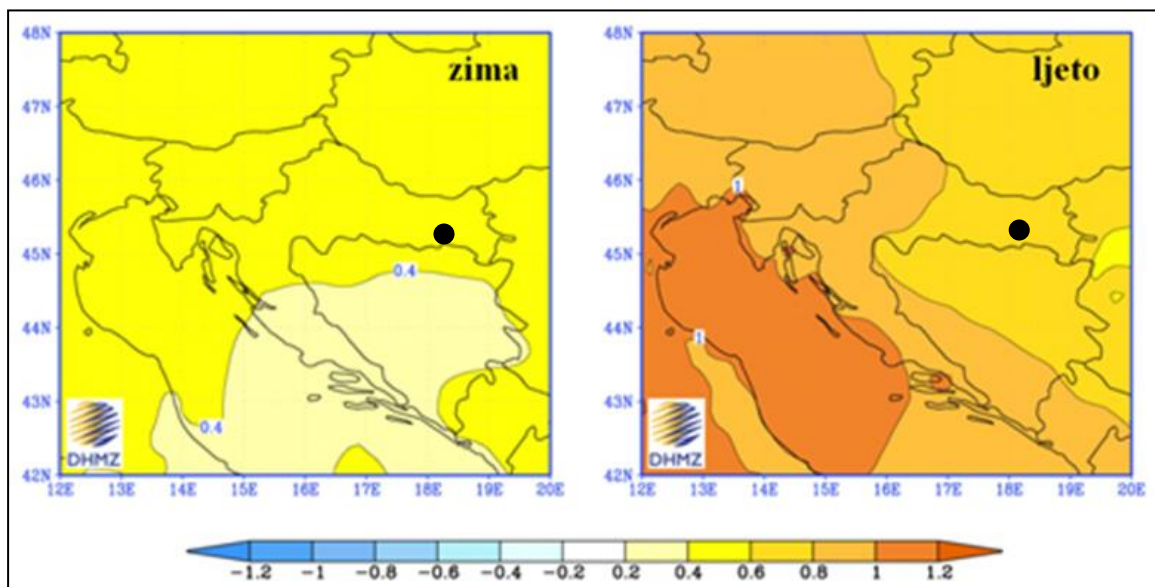 zima
48N
47N
46N
45N
44N
43N
42N
0.4
0.4
DHMZ
12E 13E 14E 15E 16E 17E 18E 19E 20E
ljeto
48N
47N
46N
45N
44N
43N
42N
1
1
DHMZ
12E 13E 14E 15E 16E 17E 18E 19E 20E
-1.2 -1 -0.8 -0.6 -0.4 -0.2 0.2 0.4 0.6 0.8 1 1.2